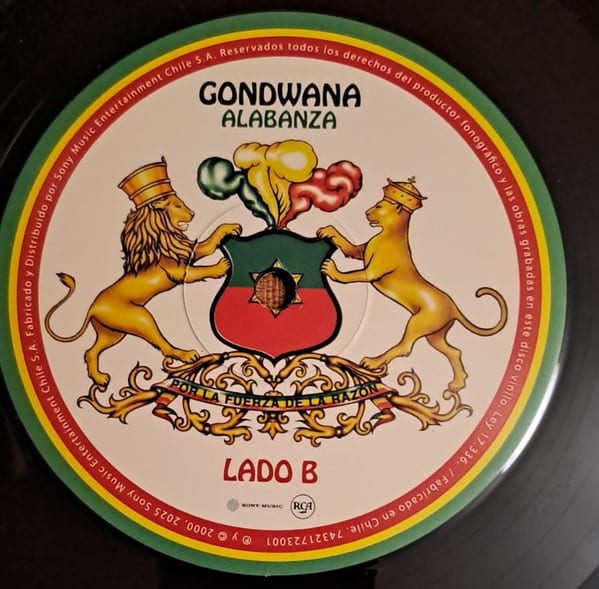 GONDWANA
ALABANZA
POR LA FUERZA DE LA RAZÓN
LADO B
SONY MUSIC
RCA
℗ y © 2000, 2025 Sony Music Entertainment Chile S.A. Fabricado y Distribuido por Sony Music Entertainment Chile S.A. Reservados todos los derechos del productor fonográfico y las obras grabadas en este disco vinilo. Ley 17.336. / Fabricado en Chile. 74321723001